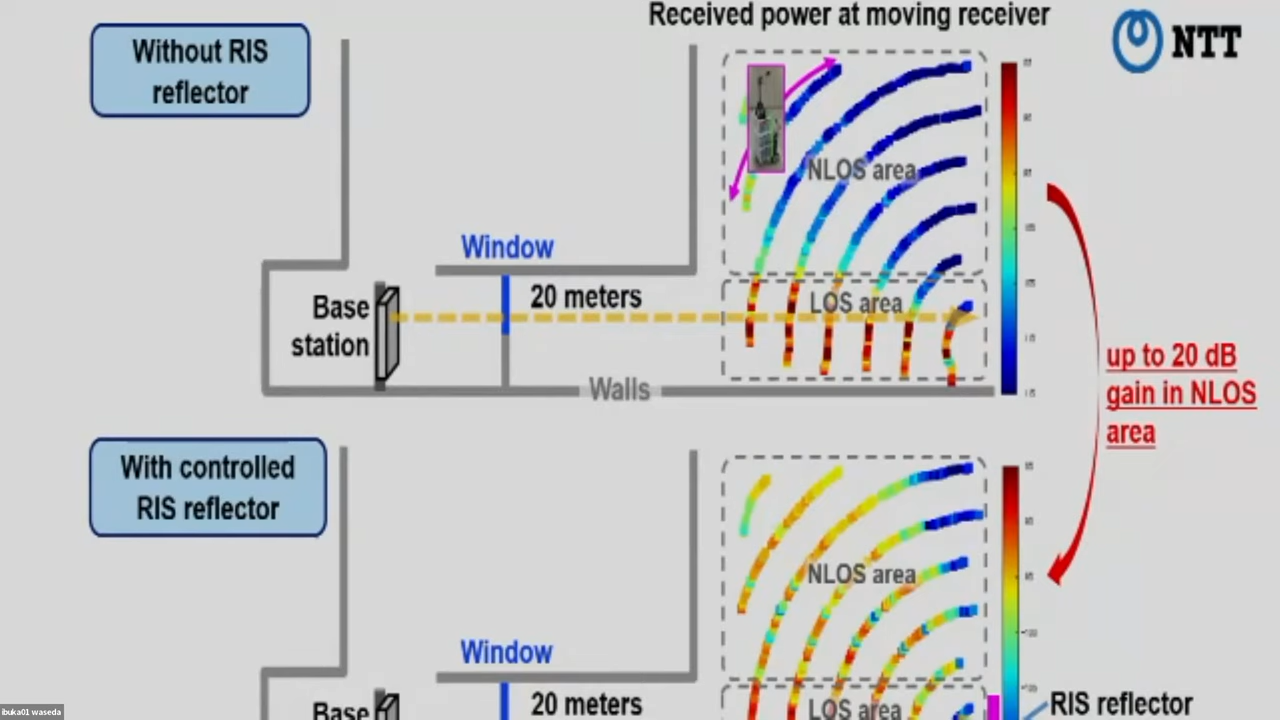 Received power at moving receiver
NTT
Without RIS
reflector
NLOS area
Window
20 meters
LOS area
Base
station
Walls
up to 20 dB
gain in NLOS
area
With controlled
RIS reflector
NLOS area
Window
20 meters
LOS area
RIS reflector
Base
ibuka01 waseda